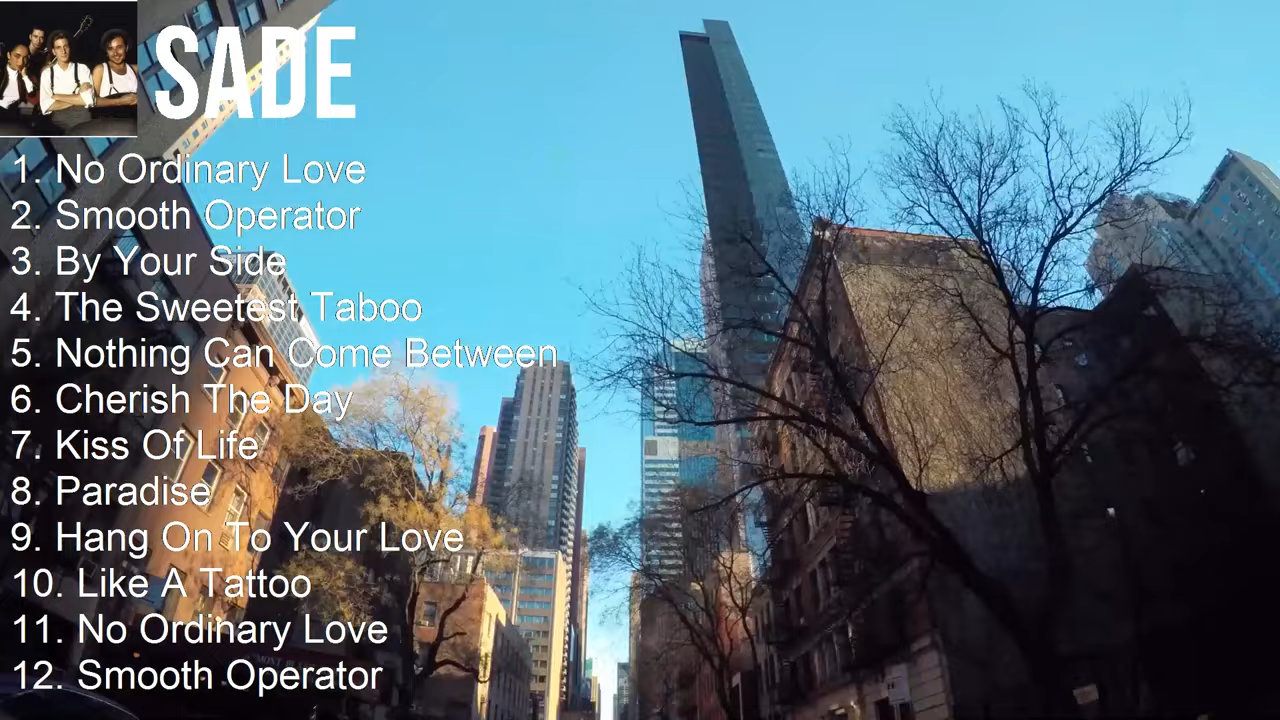 SADE
1. No Ordinary Love
2. Smooth Operator
3. By Your Side
4. The Sweetest Taboo
5. Nothing Can Come Between
6. Cherish The Day
7. Kiss Of Life
8. Paradise
9. Hang On To Your Love
10. Like A Tattoo
11. No Ordinary Love
12. Smooth Operator